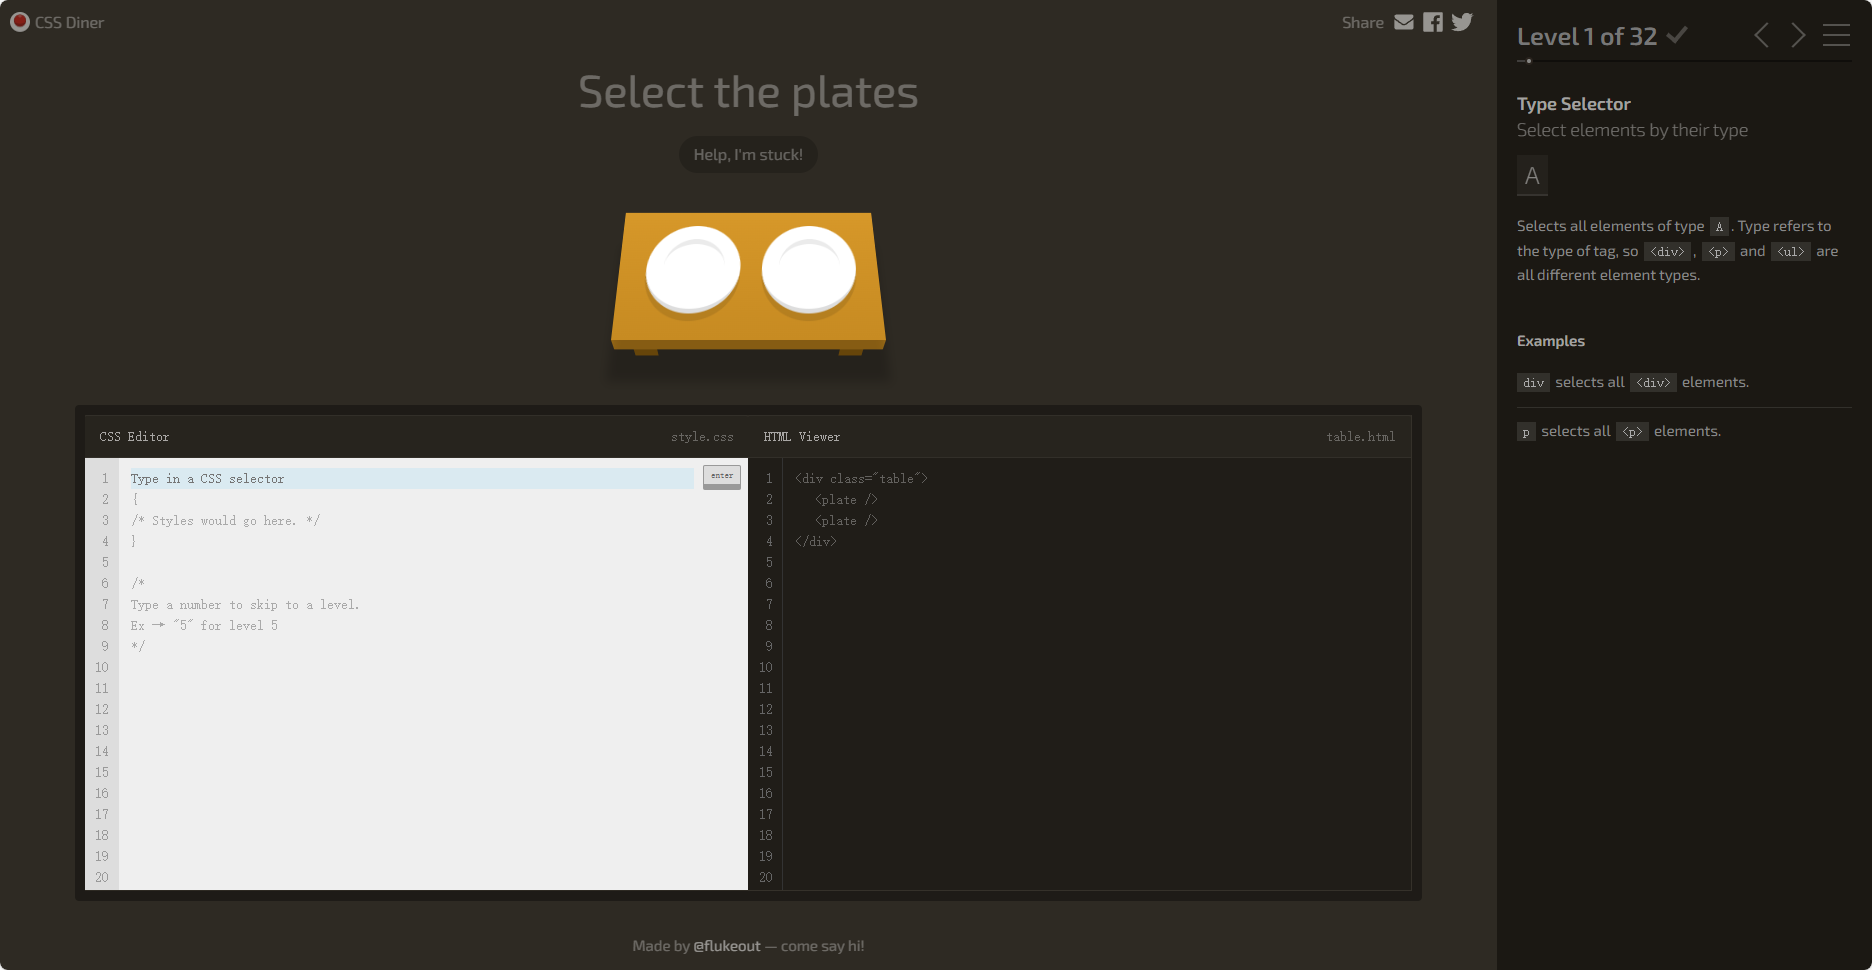 CSS Diner
Share
Select the plates
Help, I'm stuck!
CSS Editor
style.css
1 Type in a CSS selector
enter
2 {
3 /* Styles would go here. */
4 }
5
6 /*
7 Type a number to skip to a level.
8 Ex → "5" for level 5
9 */
10
11
12
13
14
15
16
17
18
19
20
HTML Viewer
table.html
1 <div class="table">
2 <plate />
3 <plate />
4 </div>
5
6
7
8
9
10
11
12
13
14
15
16
17
18
19
20
Made by @flukeout — come say hi!
Level 1 of 32
Type Selector
Select elements by their type
A
Selects all elements of type A . Type refers to
the type of tag, so <div> , <p> and <ul> are
all different element types.
Examples
div selects all <div> elements.
p selects all <p> elements.